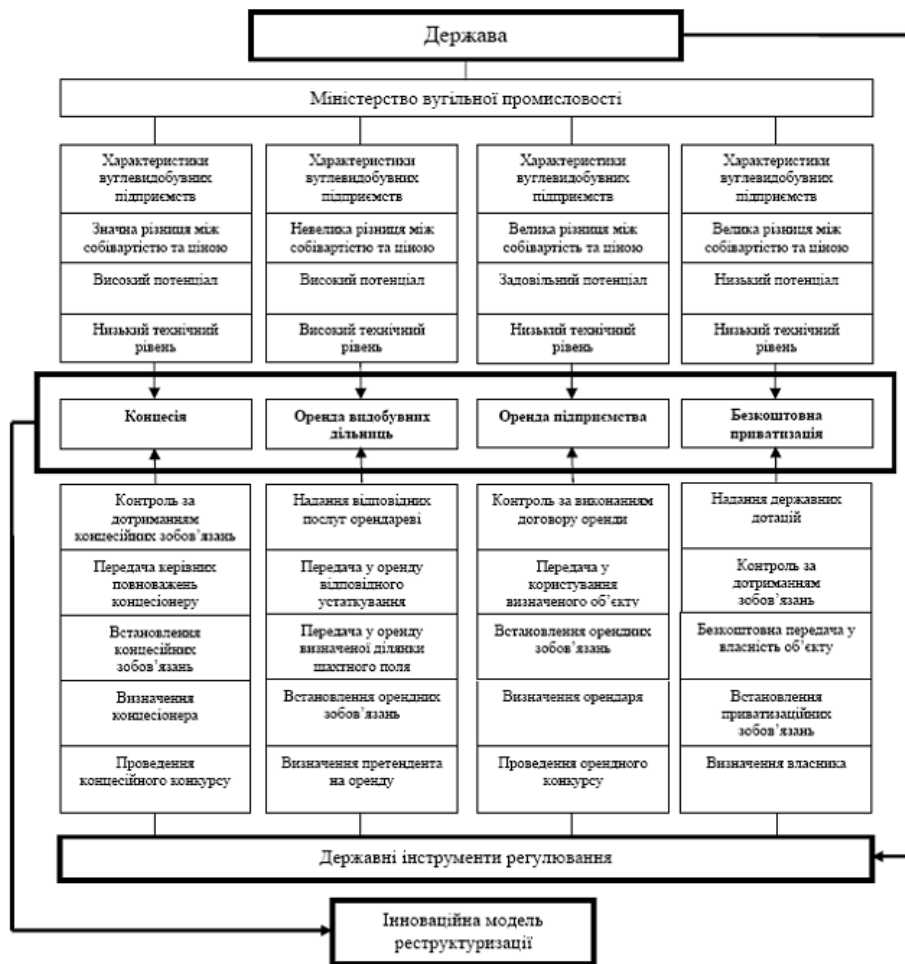 Держава
Міністерство вугільної промисловості
Характеристики
вуглевидобувних
підприємств
Значна різниця між
собівартістю та ціною
Високий потенціал
Низький технічний
рівень
Характеристики
вуглевидобувних
підприємств
Невелика різниця між
собівартістю та ціною
Високий потенціал
Високий технічний
рівень
Характеристики
вуглевидобувних
підприємств
Велика різниця між
собівартість та ціною
Задовільний потенціал
Низький технічний
рівень
Характеристики
вуглевидобувних
підприємств
Велика різниця між
собівартістю та ціною
Низький потенціал
Низький технічний
рівень
Концесія
Оренда видобувних
дільниць
Оренда підприємства
Безкоштовна
приватизація
Контроль за
дотриманням
концесійних зобов’язань
Передача керівних
повноважень
концесіонеру
Встановлення
концесійних
зобов’язань
Визначення
концесіонера
Проведення
концесійного конкурсу
Надання відповідних
послуг орендареві
Передача у оренду
відповідного
устаткування
Передача у оренду
визначеної ділянки
шахтного поля
Встановлення орендних
зобов’язань
Визначення претендента
на оренду
Контроль за виконанням
договору оренди
Передача у
користування
визначеного об’єкту
Встановлення орендних
зобов’язань
Визначення орендаря
Проведення орендного
конкурсу
Надання державних
дотацій
Контроль за
дотриманням
зобов’язань
Безкоштовна передача у
власність об’єкту
Встановлення
приватизаційних
зобов’язань
Визначення власника
Державні інструменти регулювання
Інноваційна модель
реструктуризації